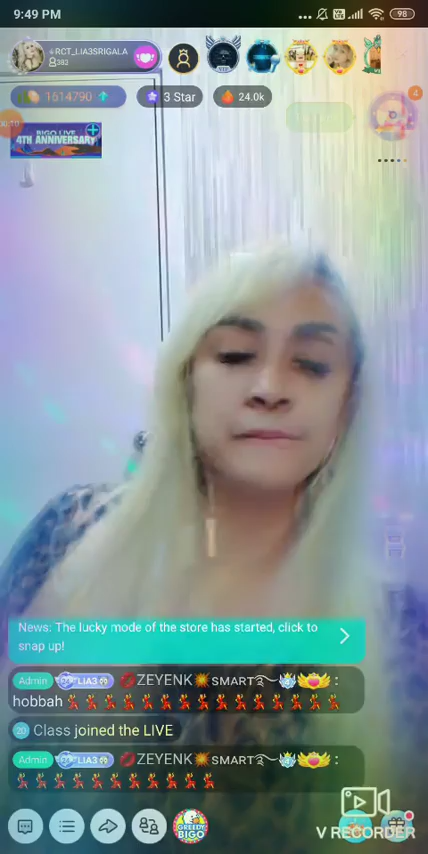 9:49 PM
98
RCT_LIA3SRIGALA
382
1614790
3 Star
24.0k
4
BIGO LIVE
4TH ANNIVERSARY
News: The lucky mode of the store has started, click to
snap up!
Admin LIA3 ZEYENK💥SMART :
hobbah 💃💃💃💃💃💃💃💃💃💃💃💃💃💃
20 Class joined the LIVE
Admin LIA3 ZEYENK💥SMART :
💃💃💃💃💃💃💃💃💃💃
GREEDY
BIGO
V RECORDER